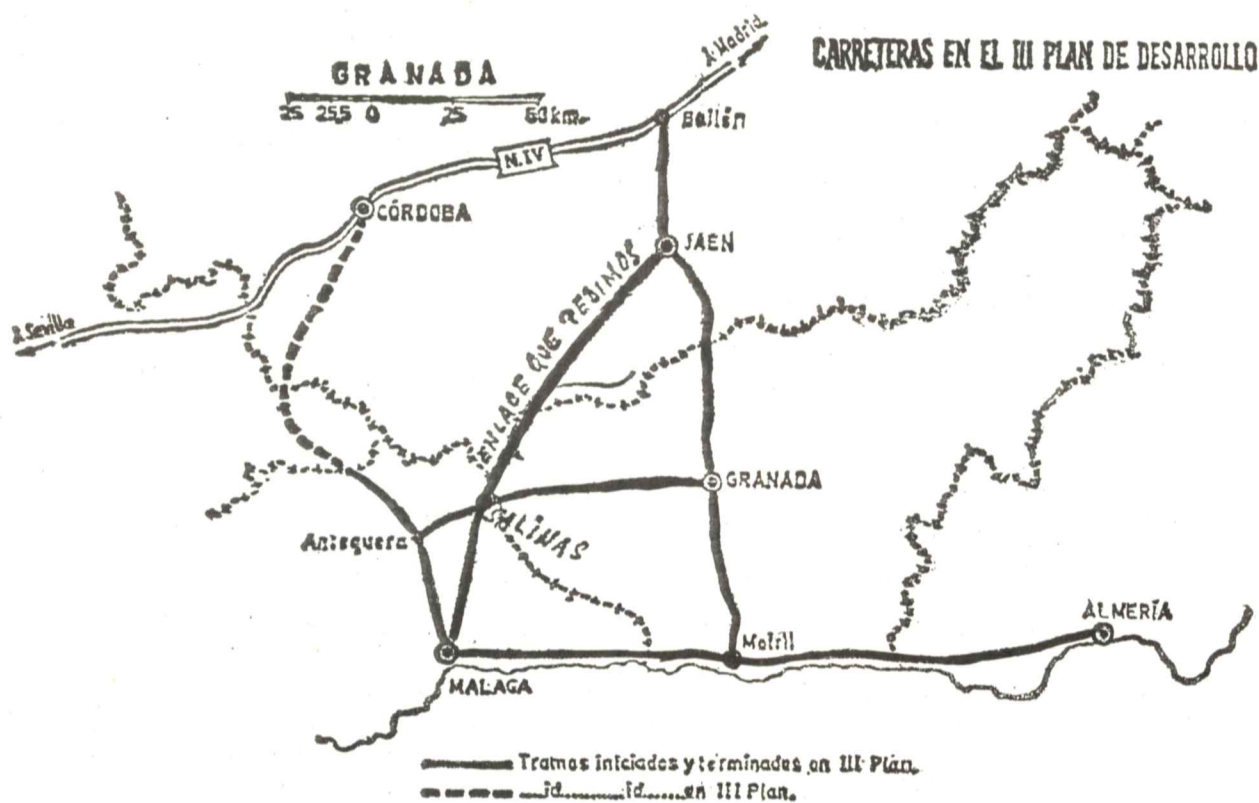 CARRETERAS EN EL III PLAN DE DESARROLLO
GRANADA
25 25,5 0 25 50 km.
A Madrid
Bailén
N.IV
CÓRDOBA
JAEN
A Sevilla
ENLACE QUE PEDIMOS
GRANADA
SALINAS
Antequera
ALMERÍA
Motril
MALAGA
Tramos iniciados y terminados en III Plan.
id. id. en III Plan.